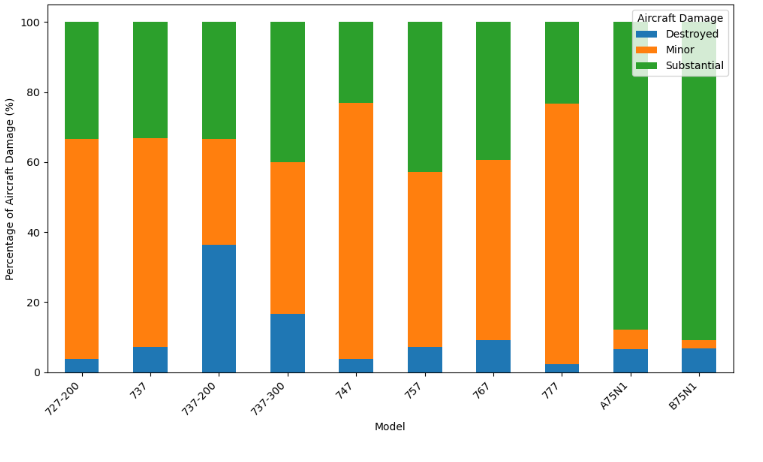 100
80
60
40
20
0
Percentage of Aircraft Damage (%)
Aircraft Damage
Destroyed
Minor
Substantial
727-200
737
737-200
737-300
747
757
767
777
A75N1
B75N1
Model